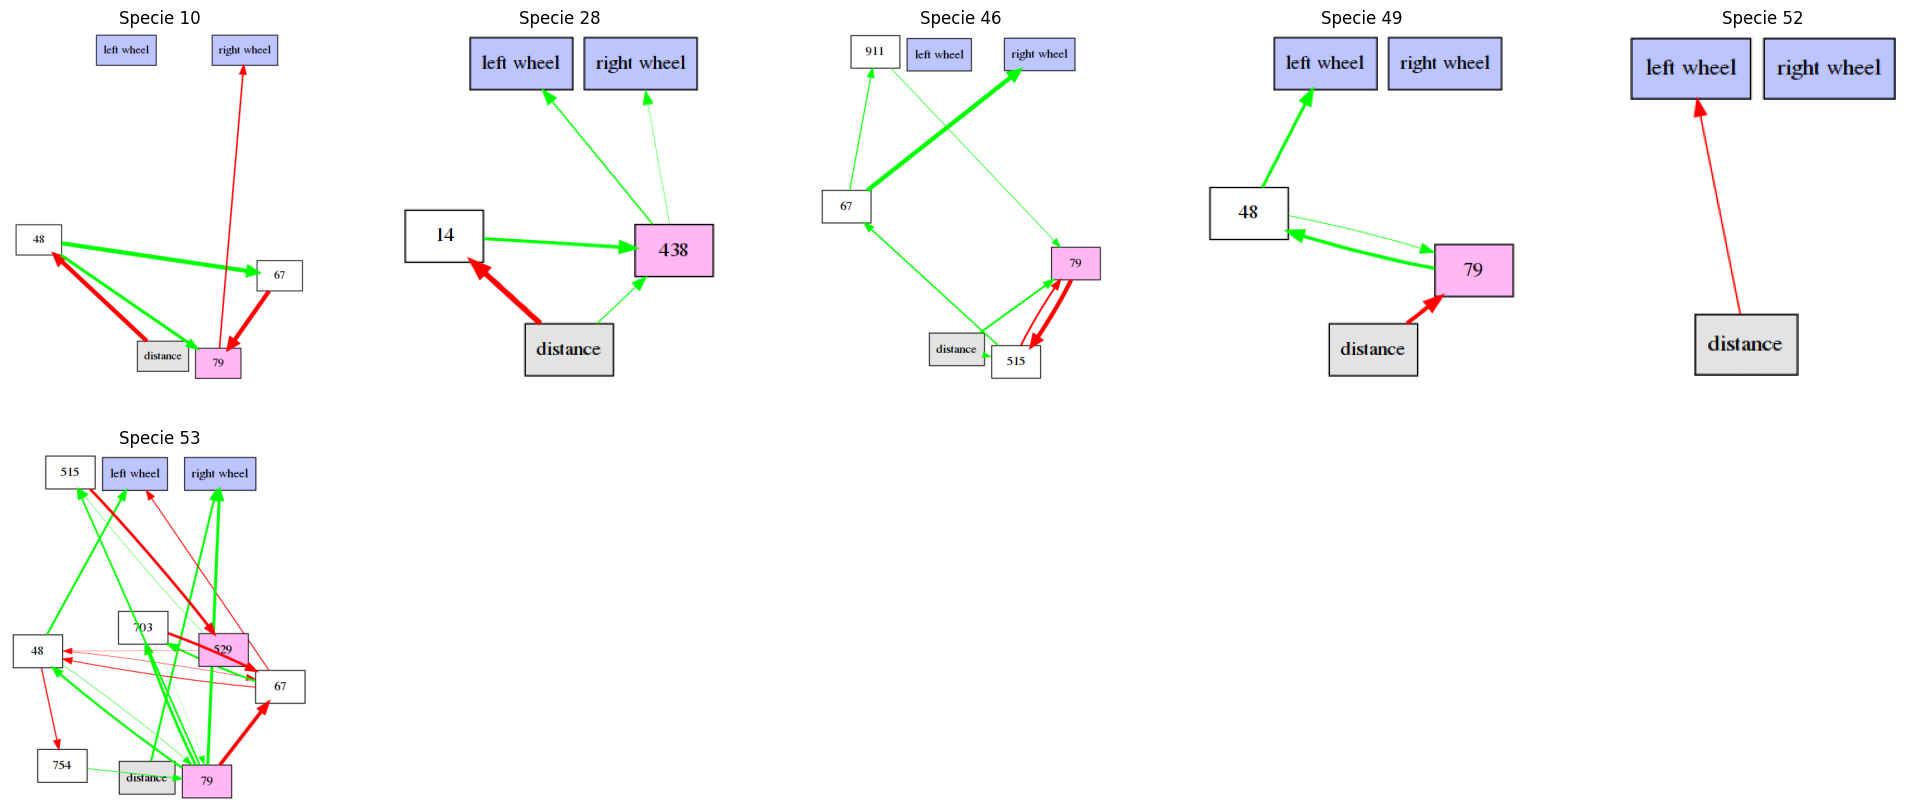 Specie 10
left wheel
right wheel
48
67
distance
79
Specie 28
left wheel
right wheel
14
438
distance
Specie 46
911
left wheel
right wheel
67
79
distance
515
Specie 49
left wheel
right wheel
48
79
distance
Specie 52
left wheel
right wheel
distance
Specie 53
515
left wheel
right wheel
703
48
529
67
754
distance
79